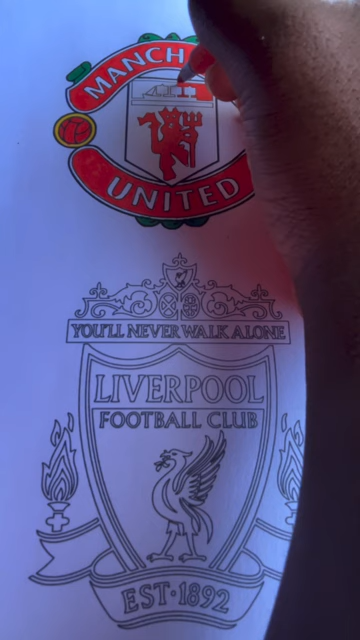 MANCH
UNITED
YOU'LL NEVER WALK ALONE
LIVERPOOL
FOOTBALL CLUB
EST·1892